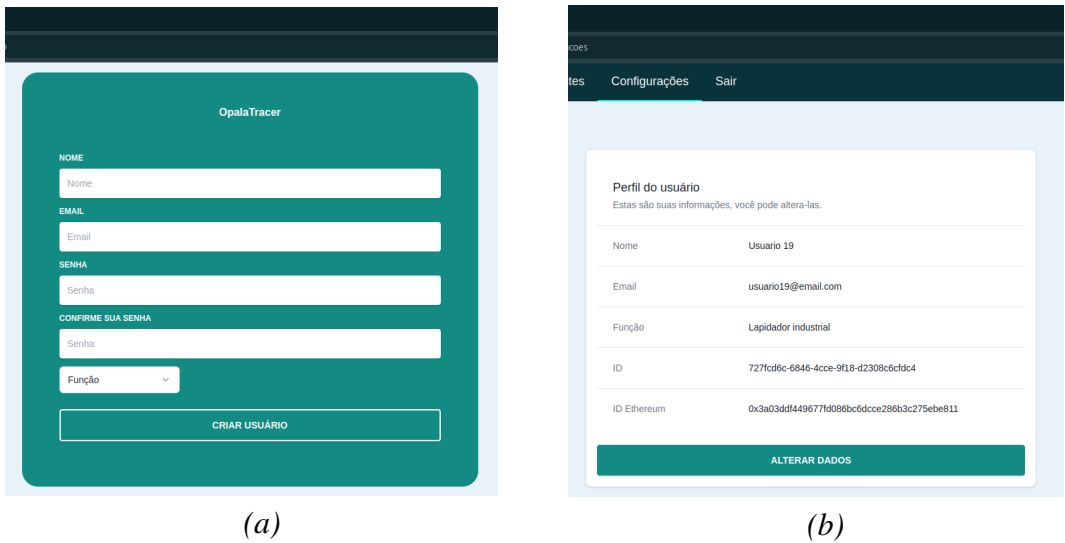 OpalaTracer
NOME
Nome
EMAIL
Email
SENHA
Senha
CONFIRME SUA SENHA
Senha
Função
CRIAR USUÁRIO
(a)
coes
tes Configurações Sair
Perfil do usuário
Estas são suas informações, você pode altera-las.
Nome Usuario 19
Email usuario19@email.com
Função Lapidador industrial
ID 727fcd6c-6846-4cce-9f18-d2308c6cfdc4
ID Ethereum 0x3a03ddf449677fd086bc6dcce286b3c275ebe811
ALTERAR DADOS
(b)